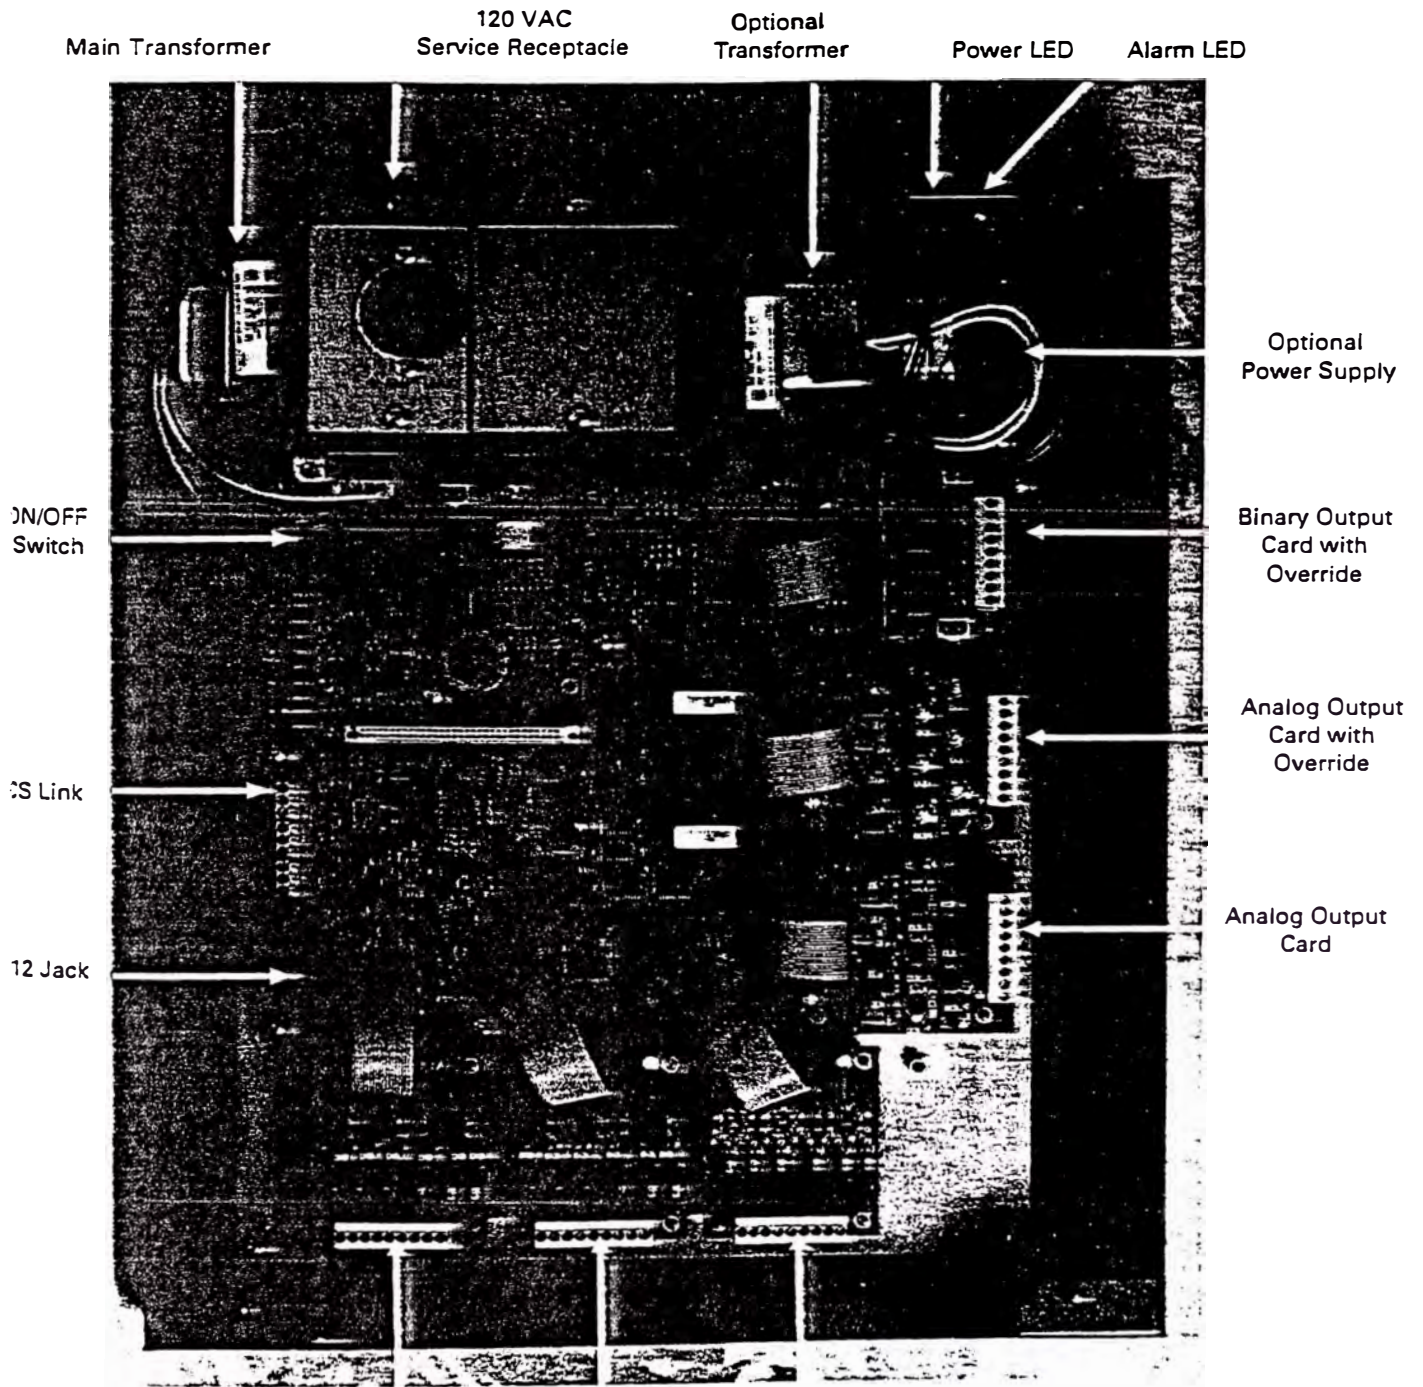 120 VAC
Service Receptacle
Main Transformer
Optional
Transformer
Power LED
Alarm LED
Optional
Power Supply
ON/OFF
Switch
Binary Output
Card with
Override
Analog Output
Card with
Override
CS Link
Analog Output
Card
12 Jack